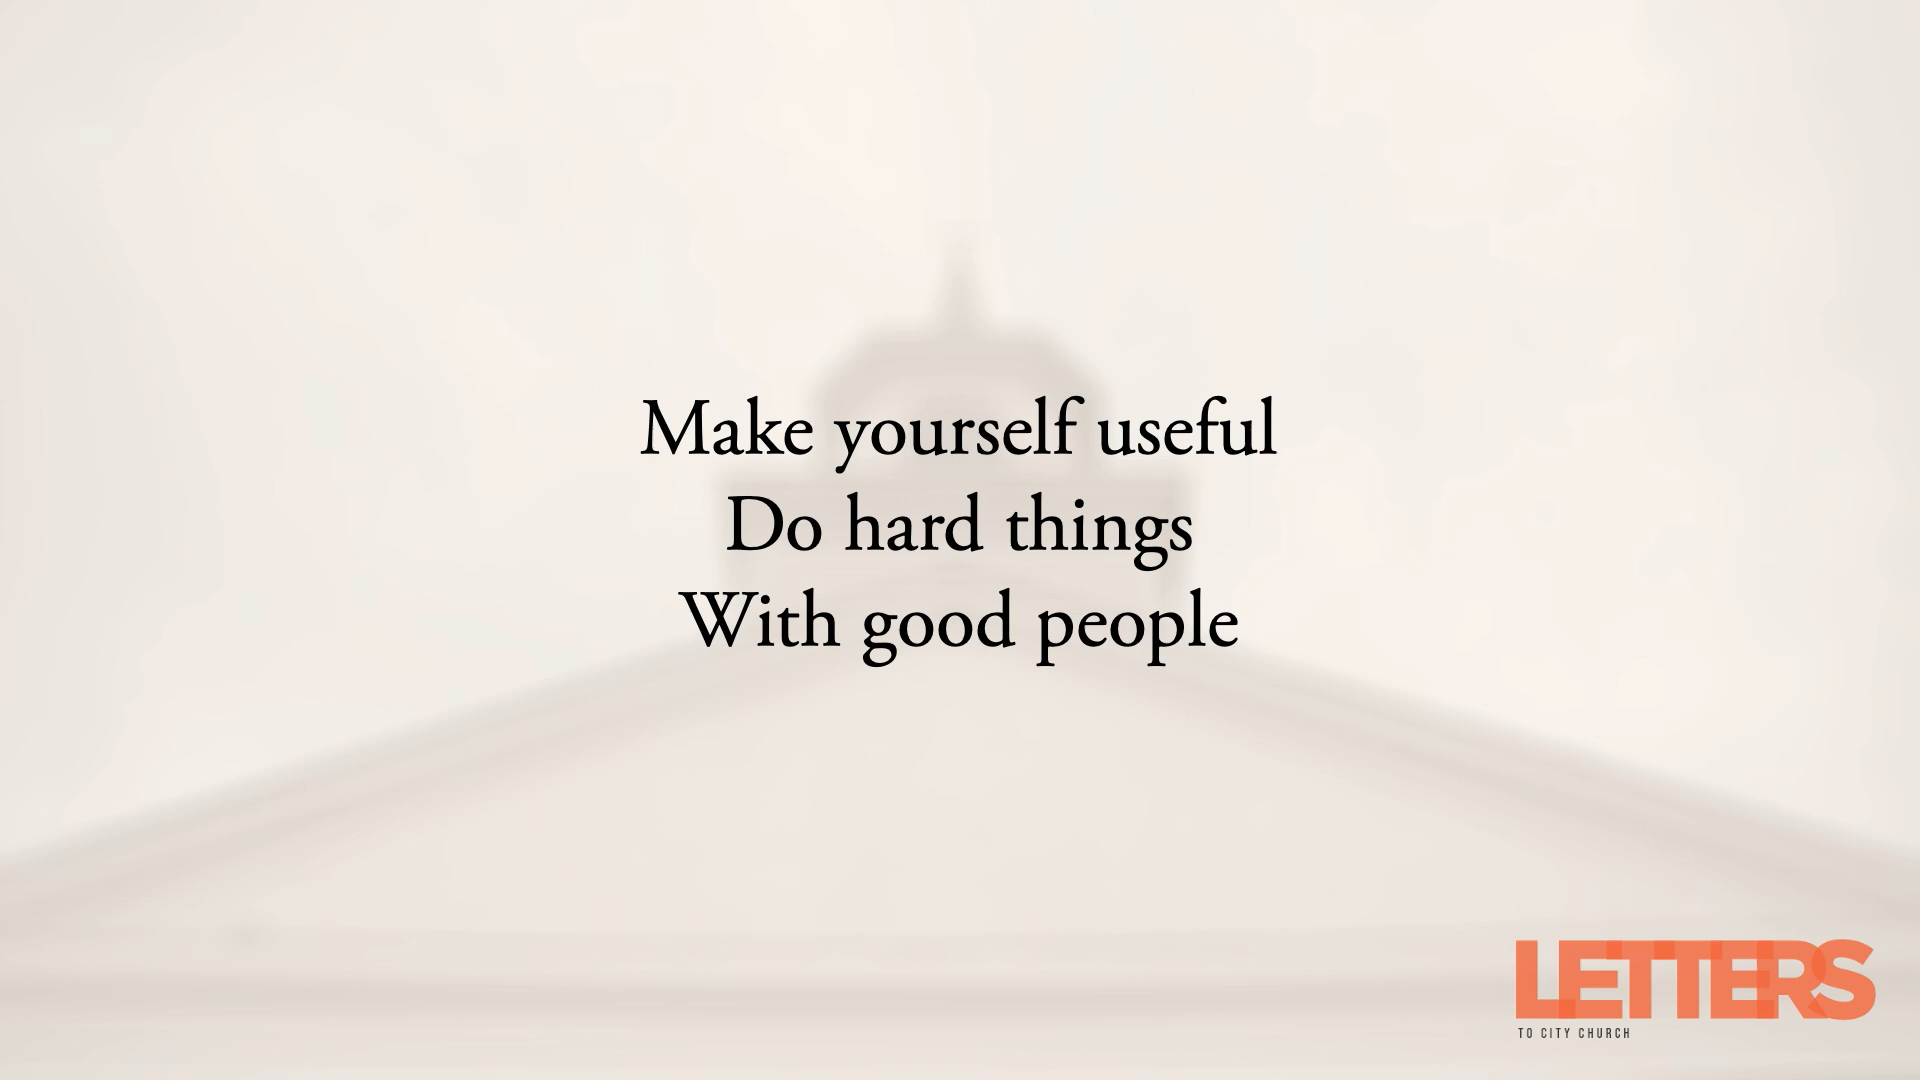 Make yourself useful
Do hard things
With good people
LETTERS
TO CITY CHURCH